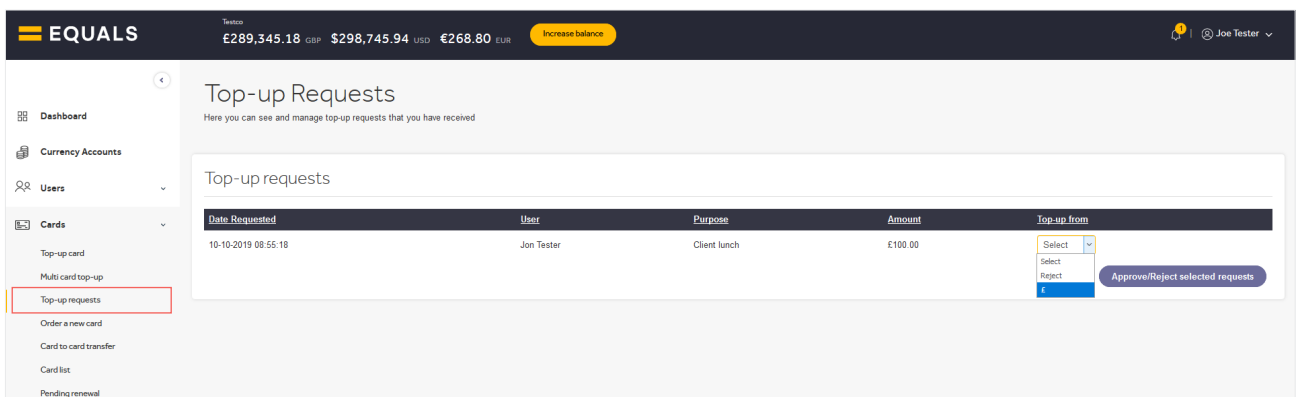 EQUALS
Testco
£289,345.18 GBP $298,745.94 USD €268.80 EUR
Increase balance
1
Joe Tester
Top-up Requests
Here you can see and manage top-up requests that you have received
Dashboard
Currency Accounts
Users
Cards
Top-up card
Multi card top-up
Top-up requests
Order a new card
Card to card transfer
Card list
Pending renewal
Top-up requests
Date Requested User Purpose Amount Top-up from
10-10-2019 08:55:18 Jon Tester Client lunch £100.00 Select
Select
Reject
£
Approve/Reject selected requests